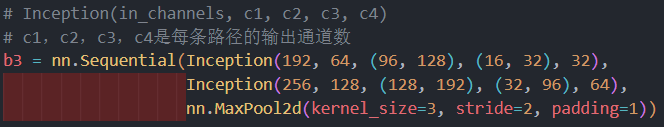 # Inception(in_channels, c1, c2, c3, c4)
# c1，c2，c3，c4是每条路径的输出通道数
b3 = nn.Sequential(Inception(192, 64, (96, 128), (16, 32), 32),
Inception(256, 128, (128, 192), (32, 96), 64),
nn.MaxPool2d(kernel_size=3, stride=2, padding=1))